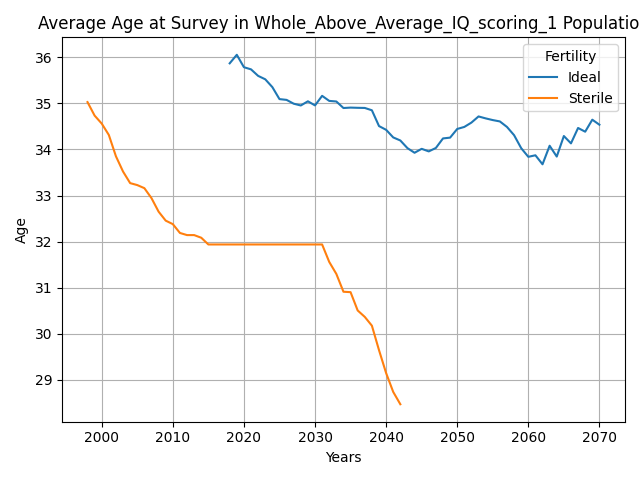 Average Age at Survey in Whole_Above_Average_IQ_scoring_1 Populatio
Fertility
Ideal
Sterile
Age
36
35
34
33
32
31
30
29
2000 2010 2020 2030 2040 2050 2060 2070
Years